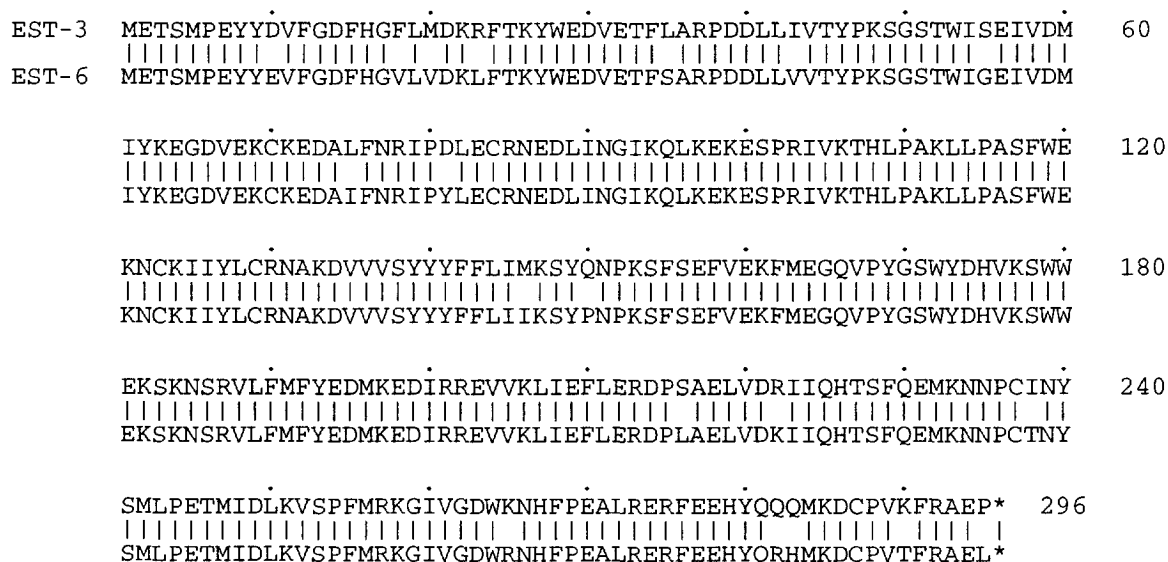 EST-3 METSMPEYYDVFGDFHGFLMDKRFTKYWEDVETFLARPDDLLIVTYPKSGSTWISEIVDM 60
EST-6 METSMPEYYEVFGDFHGVLVDKLFTKYWEDVETFSARPDDLLVVTYPKSGSTWIGEIVDM
IYKEGDVEKCKEDALFNRIPDLECRNEDLINGIKQLKEKESPRIVKTHLPAKLLPASFWE 120
IYKEGDVEKCKEDAIFNRIPYLECRNEDLINGIKQLKEKESPRIVKTHLPAKLLPASFWE
KNCKIIYLCRNAKDVVVSYYYFFLIMKSYQNPKSFSEFVEKFMEGQVPYGSWYDHVKSWW 180
KNCKIIYLCRNAKDVVVSYYYFFLIIKSYPNPKSFSEFVEKFMEGQVPYGSWYDHVKSWW
EKSKNSRVLFMFYEDMKEDIRREVVKLIEFLERDPSAELVDRIIQHTSFQEMKNNPCINY 240
EKSKNSRVLFMFYEDMKEDIRREVVKLIEFLERDPLAELVDKIIQHTSFQEMKNNPCTNY
SMLPETMIDLKVSPFMRKGIVGDWKNHFPEALRERFEEHYQQQMKDCPVKFRAEP* 296
SMLPETMIDLKVSPFMRKGIVGDWRNHFPEALRERFEEHYQRHMKDCPVTFRAEL*